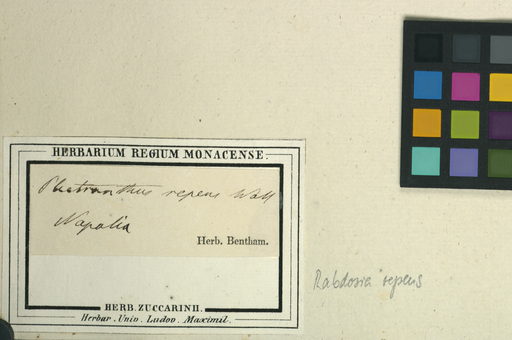 HERBARIUM REGIUM MONACENSE.
Plectranthus repens Wall
Napalia
Herb. Bentham.
HERB. ZUCCARINII.
Herbar. Univ. Ludov. Maximil.
Rabdosia repens